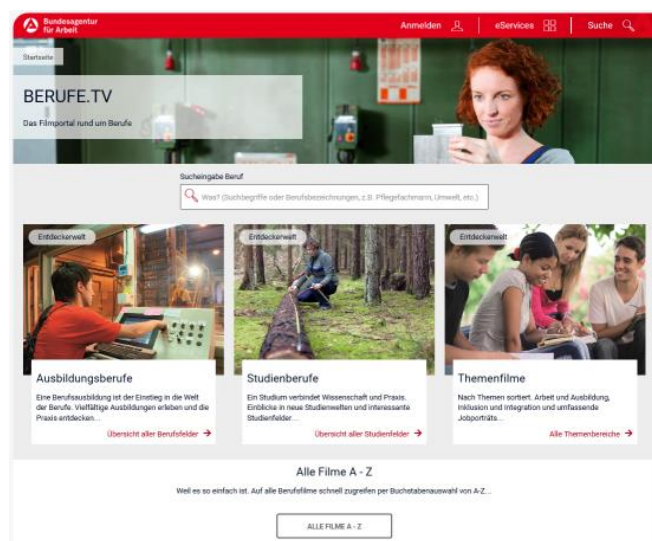 Bundesagentur
für Arbeit
Anmelden
eServices
Suche
Startseite
BERUFE.TV
Das Filmportal rund um Berufe
Sucheingabe Beruf
Was? (Suchbegriffe oder Berufsbezeichnungen, z.B. Pflegefachmann, Umwelt, etc.)
Entdeckerwelt
Ausbildungsberufe
Eine Berufsausbildung ist der Einstieg in die Welt
der Berufe. Vielfältige Ausbildungen erleben und die
Praxis entdecken...
Übersicht aller Berufsfelder →
Entdeckerwelt
Studienberufe
Ein Studium verbindet Wissenschaft und Praxis.
Einblicke in neue Studienwelten und interessante
Studienfelder...
Übersicht aller Studienfelder →
Entdeckerwelt
Themenfilme
Nach Themen sortiert. Arbeit und Ausbildung,
Inklusion und Integration und umfassende
Jobporträts...
Alle Themenbereiche →
Alle Filme A - Z
Weil es so einfach ist. Auf alle Berufsfilme schnell zugreifen per Buchstabenauswahl von A-Z...
ALLE FILME A - Z